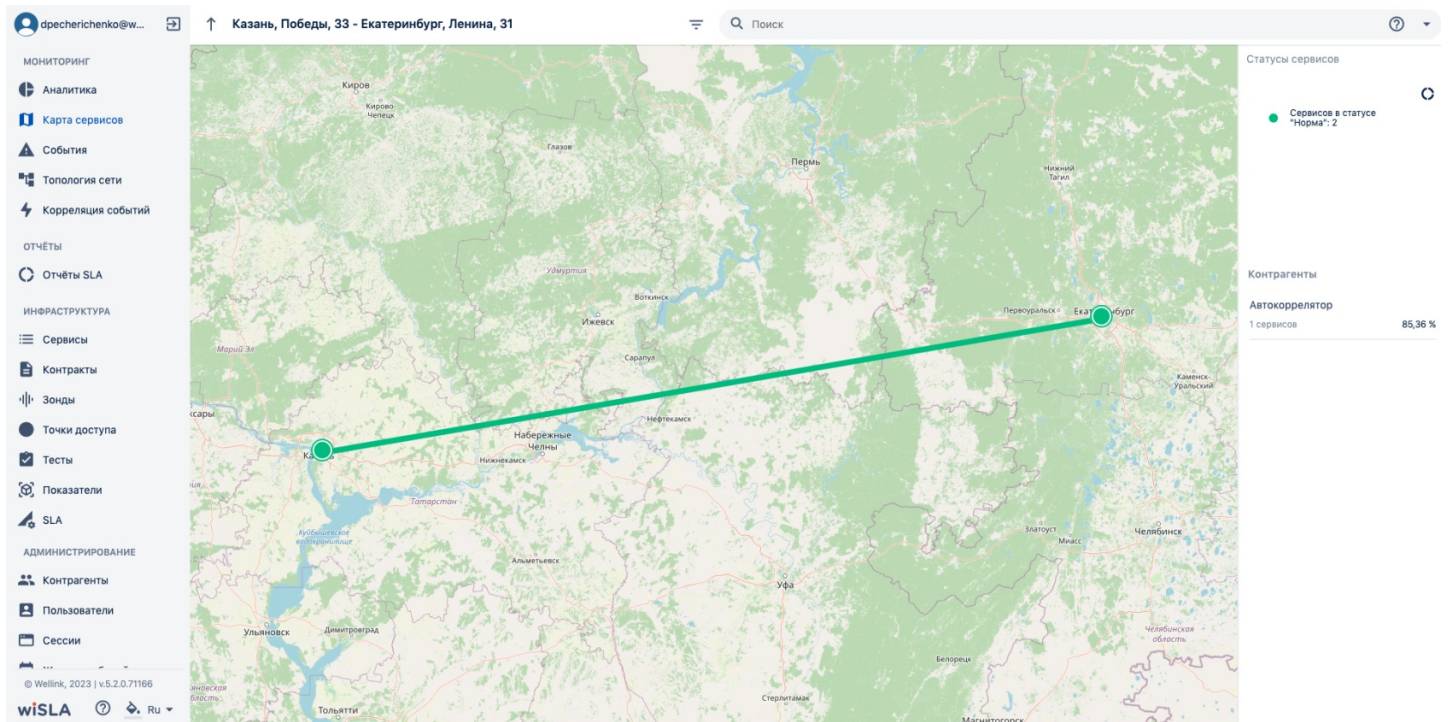 dpecherichenko@w...
Казань, Победы, 33 - Екатеринбург, Ленина, 31
Поиск
МОНИТОРИНГ
Аналитика
Карта сервисов
События
Топология сети
Корреляция событий
ОТЧЁТЫ
Отчёты SLA
ИНФРАСТРУКТУРА
Сервисы
Контракты
Зонды
Точки доступа
Тесты
Показатели
SLA
АДМИНИСТРИРОВАНИЕ
Контрагенты
Пользователи
Сессии
© Wellink, 2023 | v.5.2.0.71166
wiSLA
Ru
Киров
Кирово-
Чепецк
Глазов
Пермь
Нижний
Тагил
Удмуртия
Воткинск
Ижевск
Первоуральск
Сарапул
Марий Эл
Каменск-
Уральский
ксары
Нефтекамск
Набережные
Челны
Нижнекамск
Татарстан
Куйбышевское
водохранилище
Златоуст
Миасс
Челябинск
Альметьевск
Уфа
Ульяновск
Димитровград
Челябинская
область
Белорецк
Стерлитамак
Тольятти
Магнитогорск
Статусы сервисов
Сервисов в статусе
"Норма": 2
Контрагенты
Автокоррелятор
1 сервисов
85,36 %